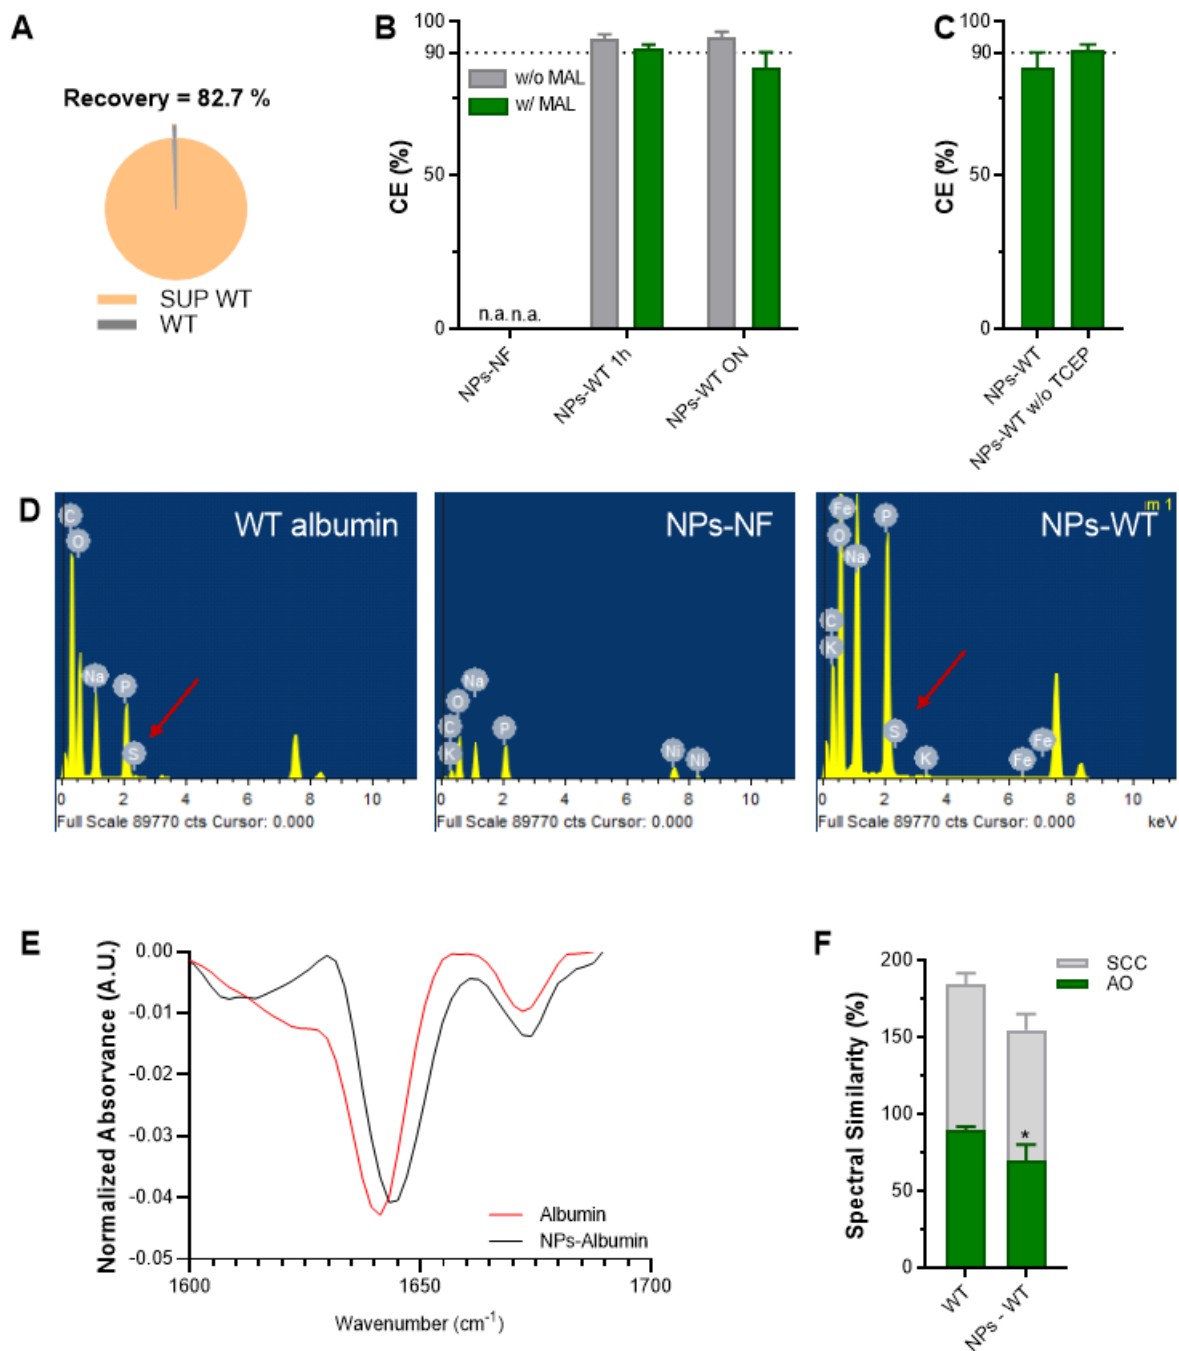 A
Recovery = 82.7 %
SUP WT
WT
B
CE (%)
100
90
50
0
w/o MAL
w/ MAL
n.a. n.a.
NPs-NF
NPs-WT 1h
NPs-WT ON
C
CE (%)
100
90
50
0
NPs-WT
NPs-WT w/o TCEP
D
WT albumin
C
O
Na
P
S
0 2 4 6 8 10
Full Scale 89770 cts Cursor: 0.000
NPs-NF
Na
O
C
K
P
Ni
Ni
0 2 4 6 8 10
Full Scale 89770 cts Cursor: 0.000
m 1
NPs-WT
Fe
P
O
Na
C
K
S
K
Fe
Fe
0 2 4 6 8 10
Full Scale 89770 cts Cursor: 0.000 keV
E
Normalized Absorvance (A.U.)
0.00
-0.01
-0.02
-0.03
-0.04
-0.05
Albumin
NPs-Albumin
1600 1650 1700
Wavenumber (cm⁻¹)
F
Spectral Similarity (%)
200
150
100
50
0
SCC
AO
*
WT
NPs - WT